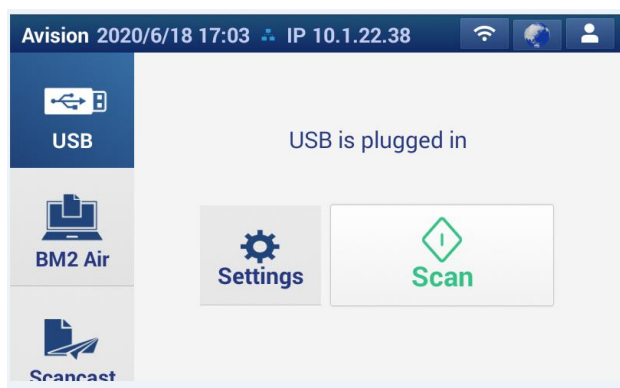 Avision 2020/6/18 17:03 IP 10.1.22.38
USB
USB is plugged in
BM2 Air
Settings
Scan
Scancast